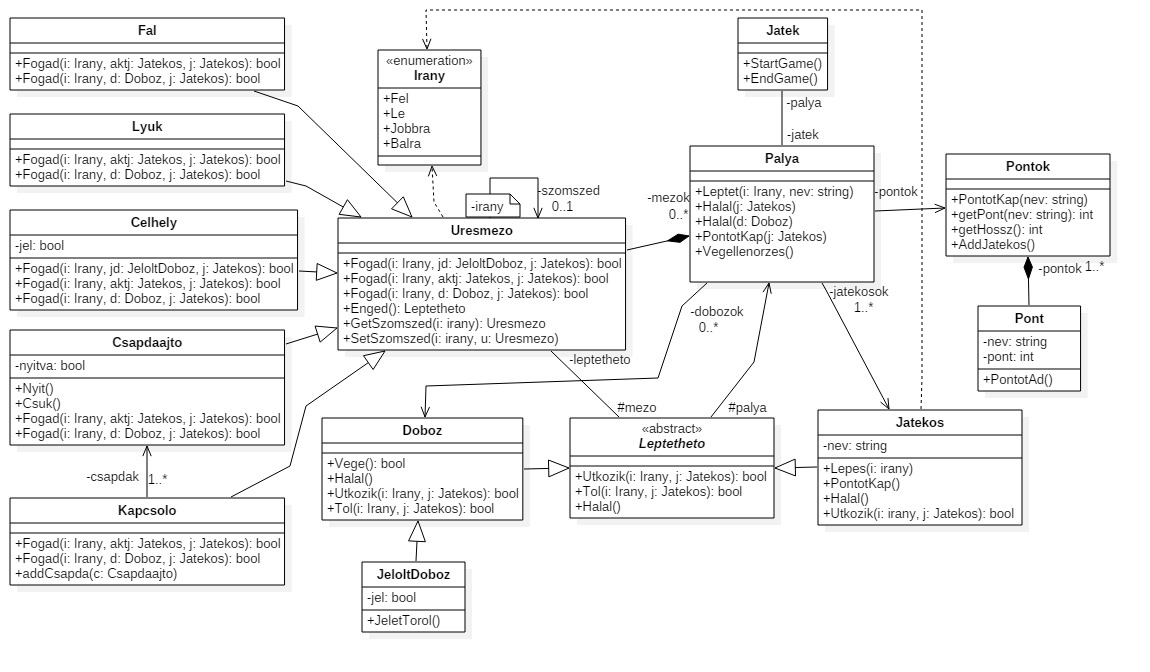 Fal
+Fogad(i: Irany, aktj: Jatekos, j: Jatekos): bool
+Fogad(i: Irany, d: Doboz, j: Jatekos): bool
Lyuk
+Fogad(i: Irany, aktj: Jatekos, j: Jatekos): bool
+Fogad(i: Irany, d: Doboz, j: Jatekos): bool
Celhely
-jel: bool
+Fogad(i: Irany, jd: JeloltDoboz, j: Jatekos): bool
+Fogad(i: Irany, aktj: Jatekos, j: Jatekos): bool
+Fogad(i: Irany, d: Doboz, j: Jatekos): bool
Csapdaajto
-nyitva: bool
+Nyit()
+Csuk()
+Fogad(i: Irany, aktj: Jatekos, j: Jatekos): bool
+Fogad(i: Irany, d: Doboz, j: Jatekos): bool
-csapdak
1..*
Kapcsolo
+Fogad(i: Irany, aktj: Jatekos, j: Jatekos): bool
+Fogad(i: Irany, d: Doboz, j: Jatekos): bool
+addCsapda(c: Csapdaajto)
«enumeration»
Irany
+Fel
+Le
+Jobbra
+Balra
-irany
-szomszed
0..1
Uresmezo
+Fogad(i: Irany, jd: JeloltDoboz, j: Jatekos): bool
+Fogad(i: Irany, aktj: Jatekos, j: Jatekos): bool
+Fogad(i: Irany, d: Doboz, j: Jatekos): bool
+Enged(): Leptetheto
+GetSzomszed(i: irany): Uresmezo
+SetSzomszed(i: irany, u: Uresmezo)
-mezok
0..*
Jatek
+StartGame()
+EndGame()
-palya
-jatek
Palya
+Leptet(i: Irany, nev: string)
+Halal(j: Jatekos)
+Halal(d: Doboz)
+PontotKap(j: Jatekos)
+Vegellenorzes()
-pontok
Pontok
+PontotKap(nev: string)
+getPont(nev: string): int
+getHossz(): int
+AddJatekos()
-pontok
1..*
Pont
-nev: string
-pont: int
+PontotAd()
-dobozok
0..*
-jatekosok
1..*
-leptetheto
#mezo
#palya
Doboz
+Vege(): bool
+Halal()
+Utkozik(i: Irany, j: Jatekos): bool
+Tol(i: Irany, j: Jatekos): bool
«abstract»
Leptetheto
+Utkozik(i: Irany, j: Jatekos): bool
+Tol(i: Irany, j: Jatekos): bool
+Halal()
Jatekos
-nev: string
+Lepes(i: irany)
+PontotKap()
+Halal()
+Utkozik(i: irany, j: Jatekos): bool
JeloltDoboz
-jel: bool
+JeletTorol()